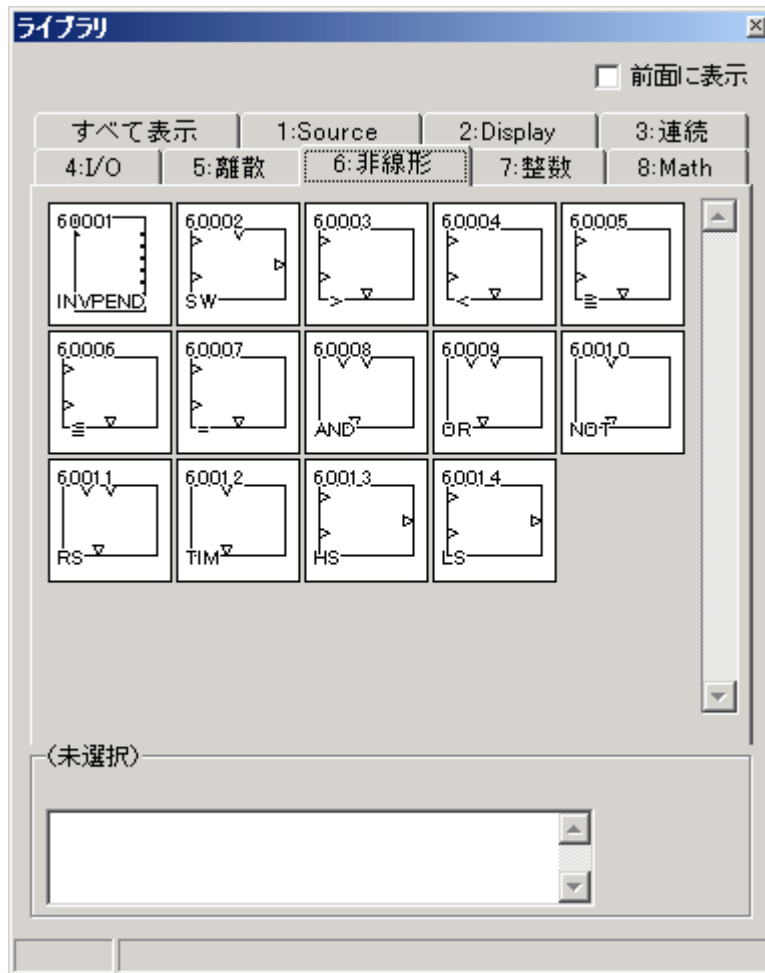 ライブラリ
前面に表示
すべて表示 1:Source 2:Display 3:連続
4:I/O 5:離散 6:非線形 7:整数 8:Math
60001 60002 60003 60004 60005
INVPEND SW > < ≧
60006 60007 60008 60009 60010
≦ = AND OR NOT
60011 60012 60013 60014
RS TIM HS LS
(未選択)